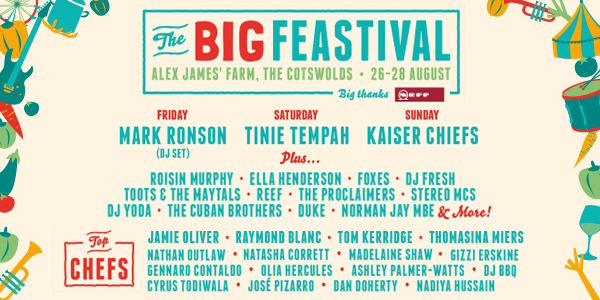 The BIG FEASTIVAL
ALEX JAMES' FARM, THE COTSWOLDS • 26-28 AUGUST
Big thanks NEFF
FRIDAY SATURDAY SUNDAY
MARK RONSON TINIE TEMPAH KAISER CHIEFS
(DJ SET)
Plus...
ROISIN MURPHY • ELLA HENDERSON • FOXES • DJ FRESH
TOOTS & THE MAYTALS • REEF • THE PROCLAIMERS • STEREO MCS
DJ YODA • THE CUBAN BROTHERS • DUKE • NORMAN JAY MBE & More!
Top CHEFS
JAMIE OLIVER • RAYMOND BLANC • TOM KERRIDGE • THOMASINA MIERS
NATHAN OUTLAW • NATASHA CORRETT • MADELAINE SHAW • GIZZI ERSKINE
GENNARO CONTALDO • OLIA HERCULES • ASHLEY PALMER-WATTS • DJ BBQ
CYRUS TODIWALA • JOSÉ PIZARRO • DAN DOHERTY • NADIYA HUSSAIN